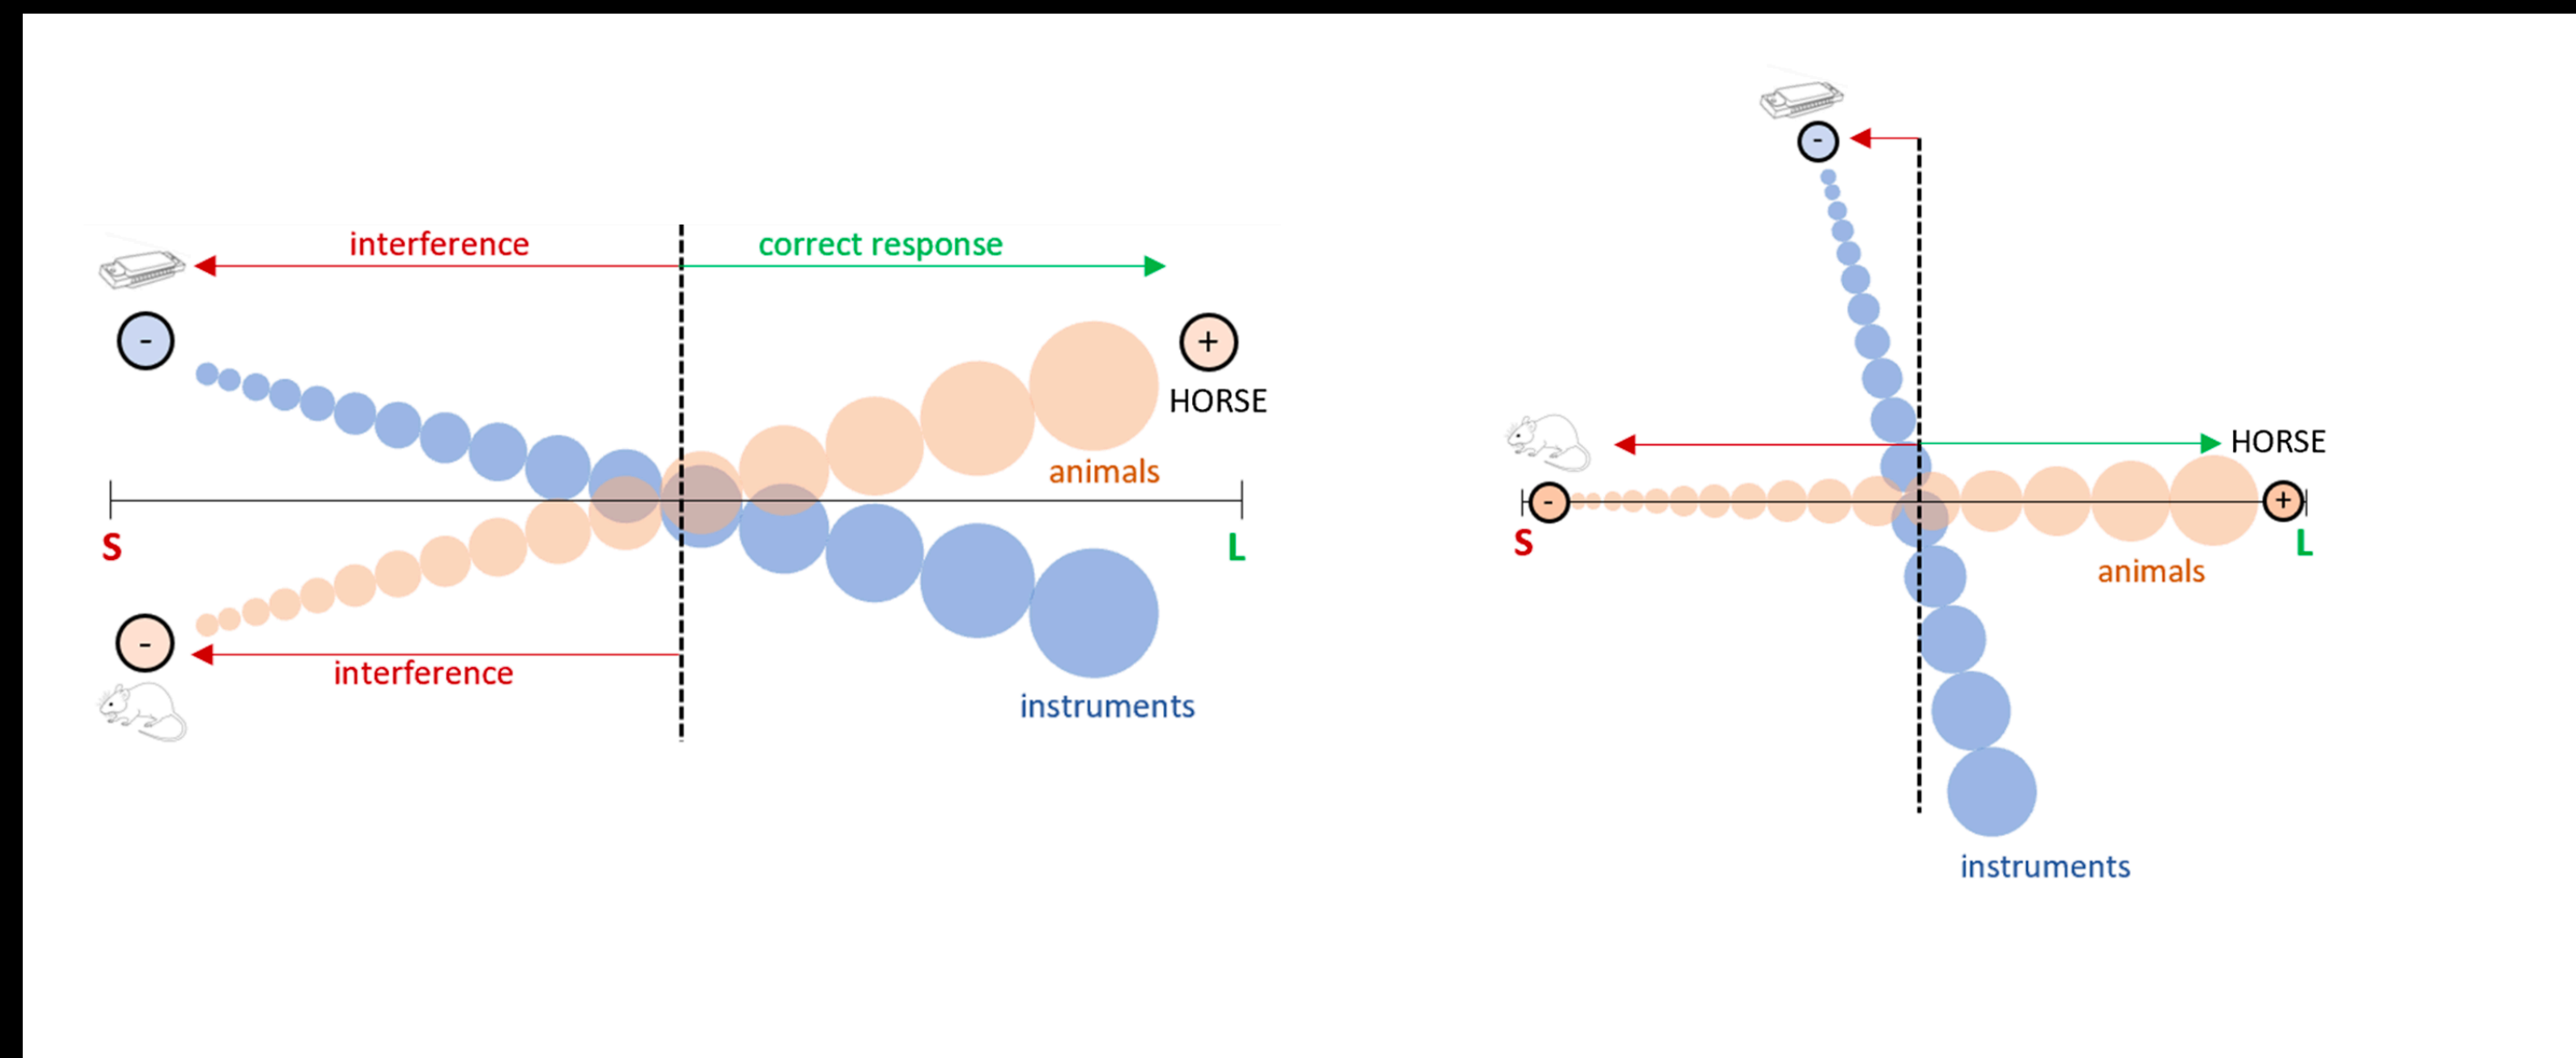 interference
correct response
-
+
HORSE
animals
S
L
-
interference
instruments
-
HORSE
-
+
S
L
animals
instruments